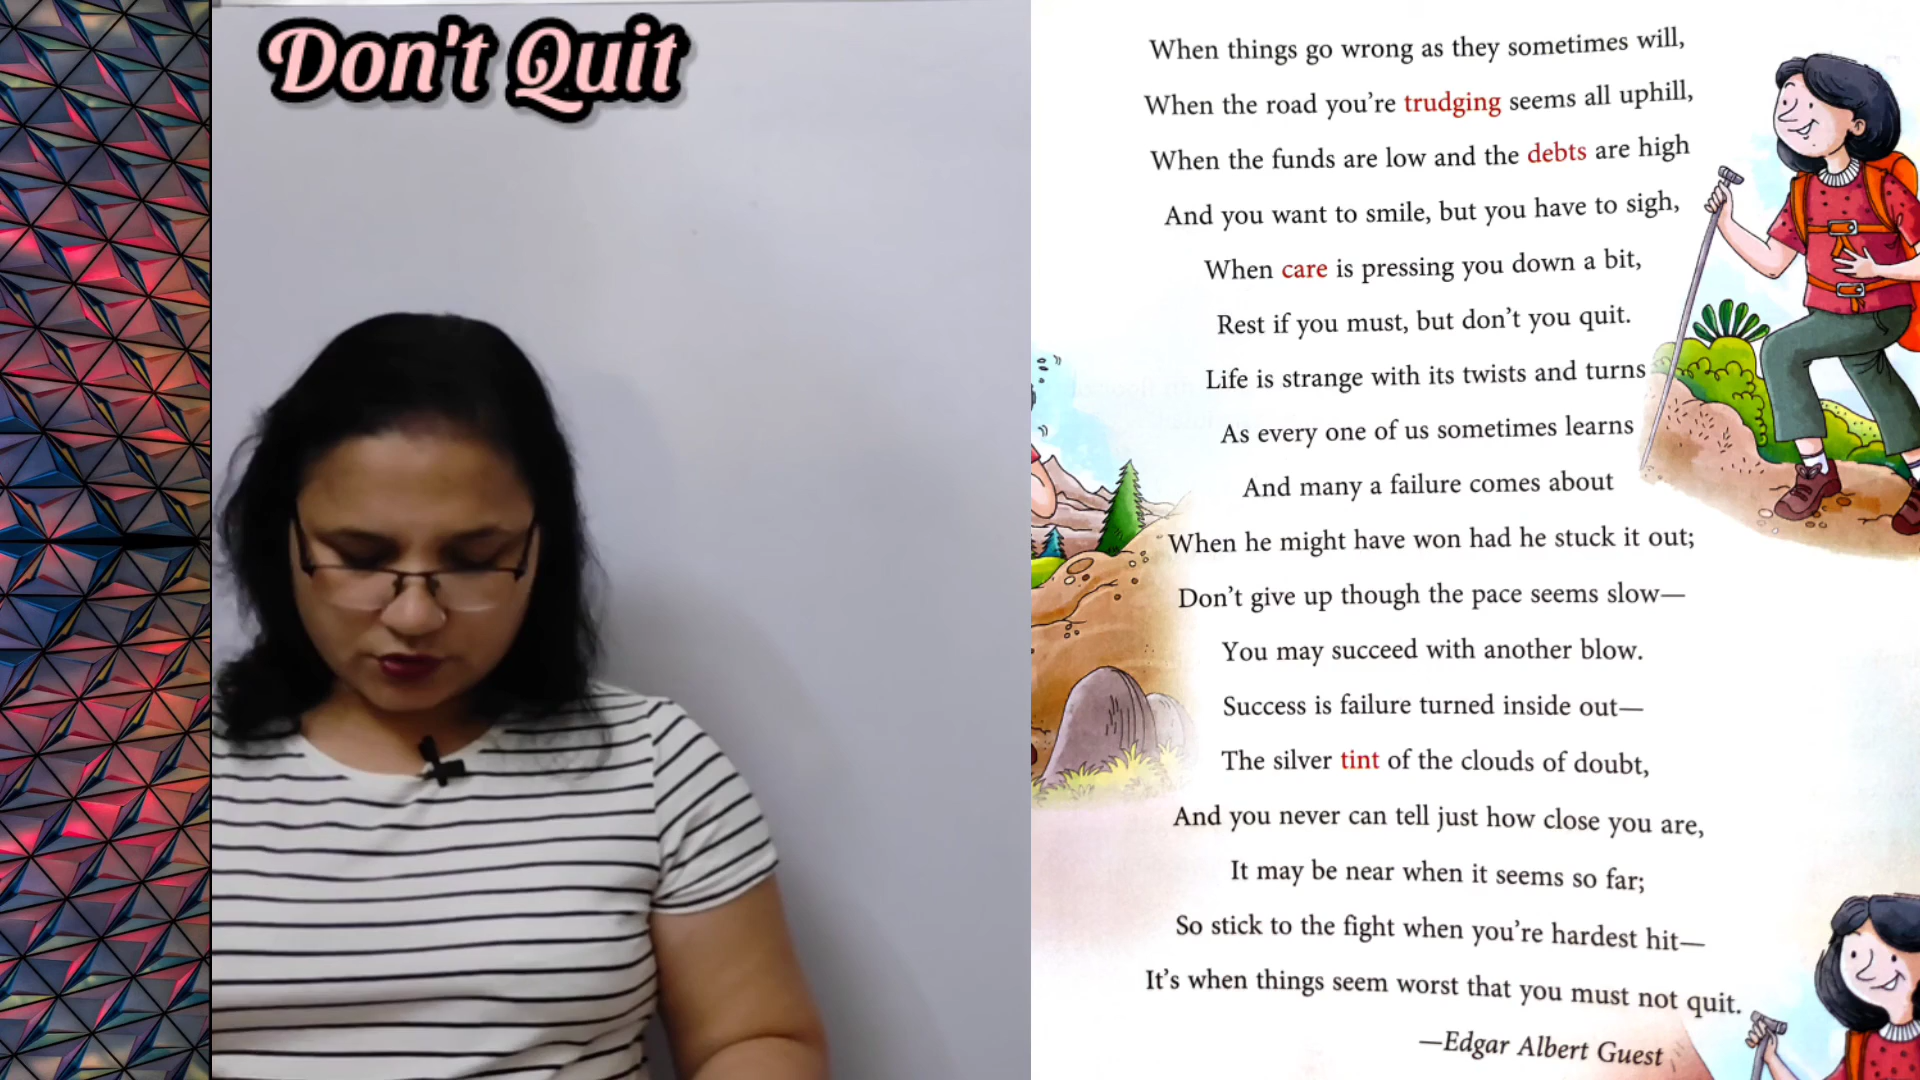 Don't Quit
When things go wrong as they sometimes will,
When the road you're trudging seems all uphill,
When the funds are low and the debts are high
And you want to smile, but you have to sigh,
When care is pressing you down a bit,
Rest if you must, but don't you quit.
Life is strange with its twists and turns
As every one of us sometimes learns
And many a failure comes about
When he might have won had he stuck it out;
Don't give up though the pace seems slow—
You may succeed with another blow.
Success is failure turned inside out—
The silver tint of the clouds of doubt,
And you never can tell just how close you are,
It may be near when it seems so far;
So stick to the fight when you're hardest hit—
It's when things seem worst that you must not quit.
—Edgar Albert Guest